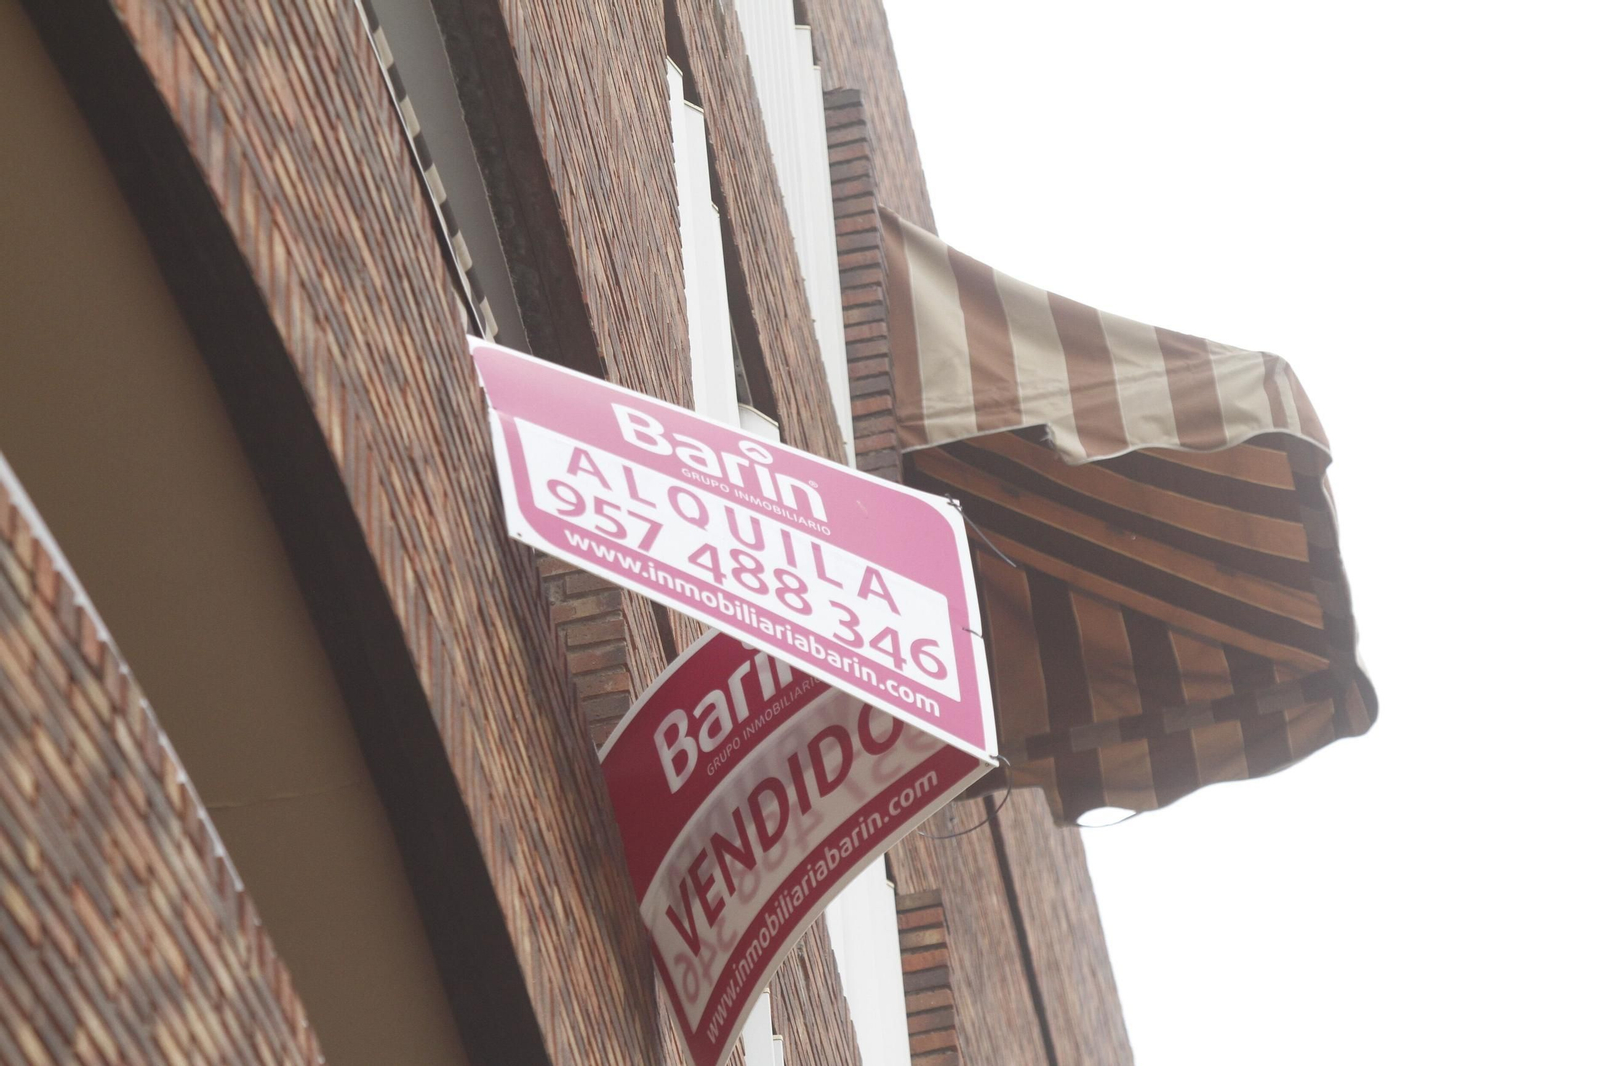 Barin
GRUPO INMOBILIARIO
ALQUILA
957 488 346
www.inmobiliariabarin.com
Barin
GRUPO INMOBILIARIO
VENDIDO
www.inmobiliariabarin.com